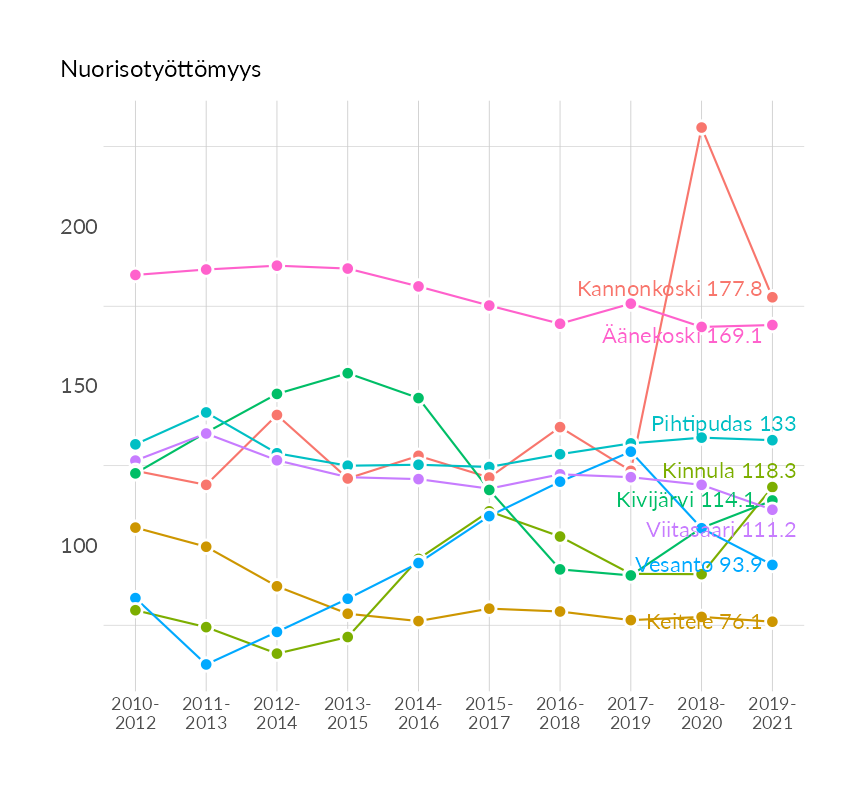 Nuorisotyöttömyys
200
150
100
Kannonkoski 177.8
Äänekoski 169.1
Pihtipudas 133
Kinnula 118.3
Kivijärvi 114.1
Viitasaari 111.2
Vesanto 93.9
Keitele 76.1
2010- 2011- 2012- 2013- 2014- 2015- 2016- 2017- 2018- 2019-
2012 2013 2014 2015 2016 2017 2018 2019 2020 2021